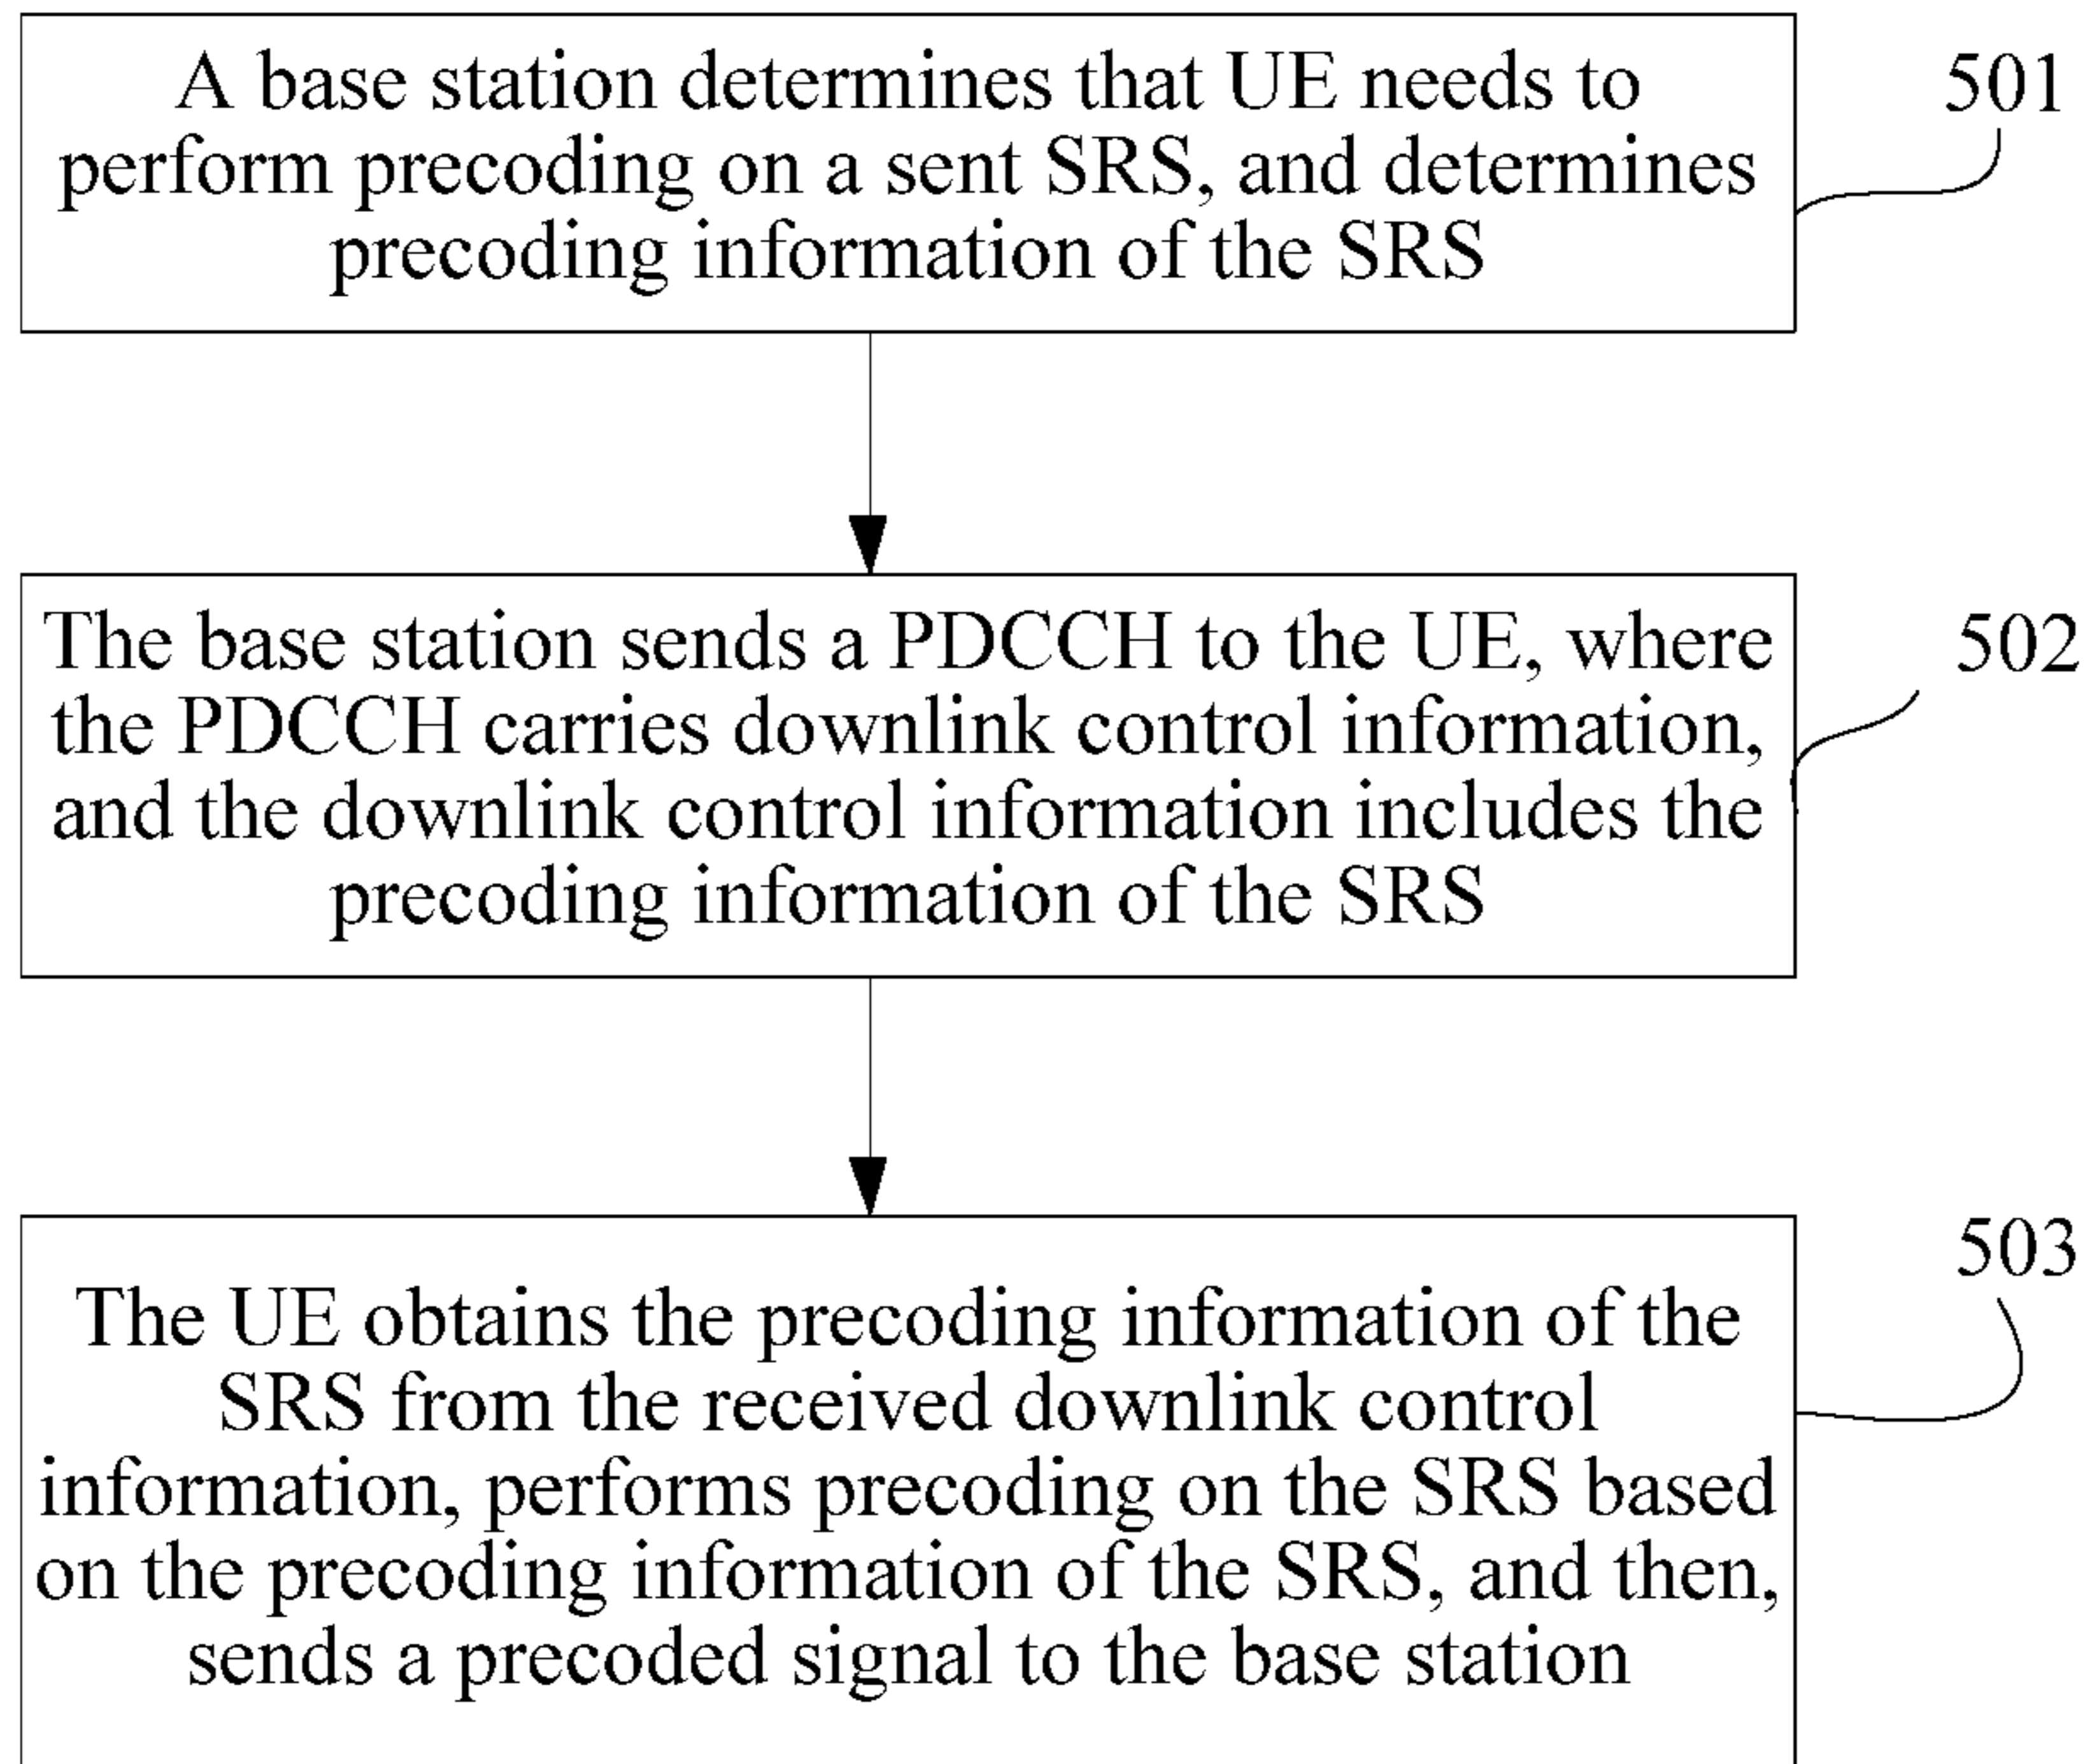 A base station determines that UE needs to
perform precoding on a sent SRS, and determines
precoding information of the SRS
501
The base station sends a PDCCH to the UE, where
the PDCCH carries downlink control information,
and the downlink control information includes the
precoding information of the SRS
502
The UE obtains the precoding information of the
SRS from the received downlink control
information, performs precoding on the SRS based
on the precoding information of the SRS, and then,
sends a precoded signal to the base station
503